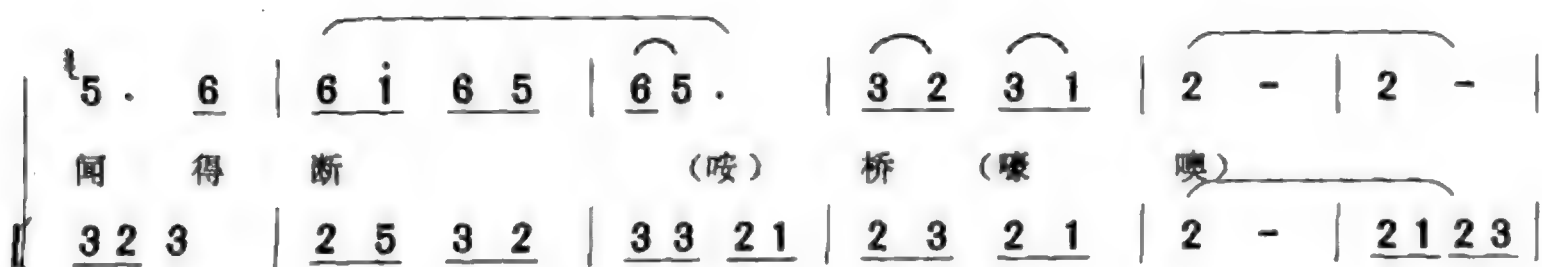 5 . 6 | 6 i 6 5 | 6 5 . | 3 2 3 1 | 2 - | 2 - |
闻 得 断 (咹) 桥 (嚎 噢)
3 2 3 | 2 5 3 2 | 3 3 2 1 | 2 3 2 1 | 2 - | 2 1 2 3 |